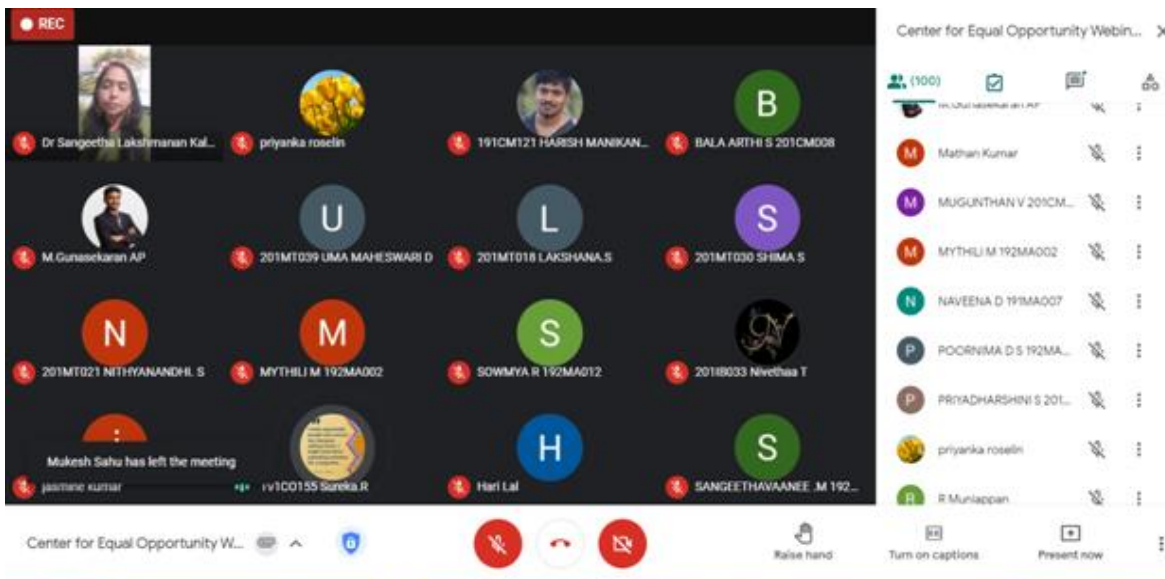 REC
Center for Equal Opportunity Webin...
(100)
Dr Sangeetha Lakshmanan Kal...
priyanka roselin
191CM121 HARISH MANIKAN...
B
BALA ARTHI S 201CM008
M.Gunasekaran AP
U
201MT039 UMA MAHESWARI D
L
201MT018 LAKSHANA.S
S
201MT030 SHIMA S
N
201MT021 NITHYANANDHI. S
M
MYTHILI M 192MA002
S
SOWMYA R 192MA012
Nivethaa T
Mukesh Sahu has left the meeting
jasmine kumar
Sureka.R
H
Hari Lal
S
SANGEETHAVAANEE .M 192...
M.Gunasekaran AP
M
Mathan Kumar
M
MUGUNTHAN V 201CM...
M
MYTHILI M 192MA002
N
NAVEENA D 191MA007
P
POORNIMA D S 192MA...
P
PRIYADHARSHINI S 201...
priyanka roselin
R
R Muniappan
Center for Equal Opportunity W...
Raise hand
Turn on captions
Present now